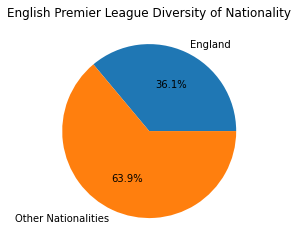 English Premier League Diversity of Nationality
England
36.1%
63.9%
Other Nationalities